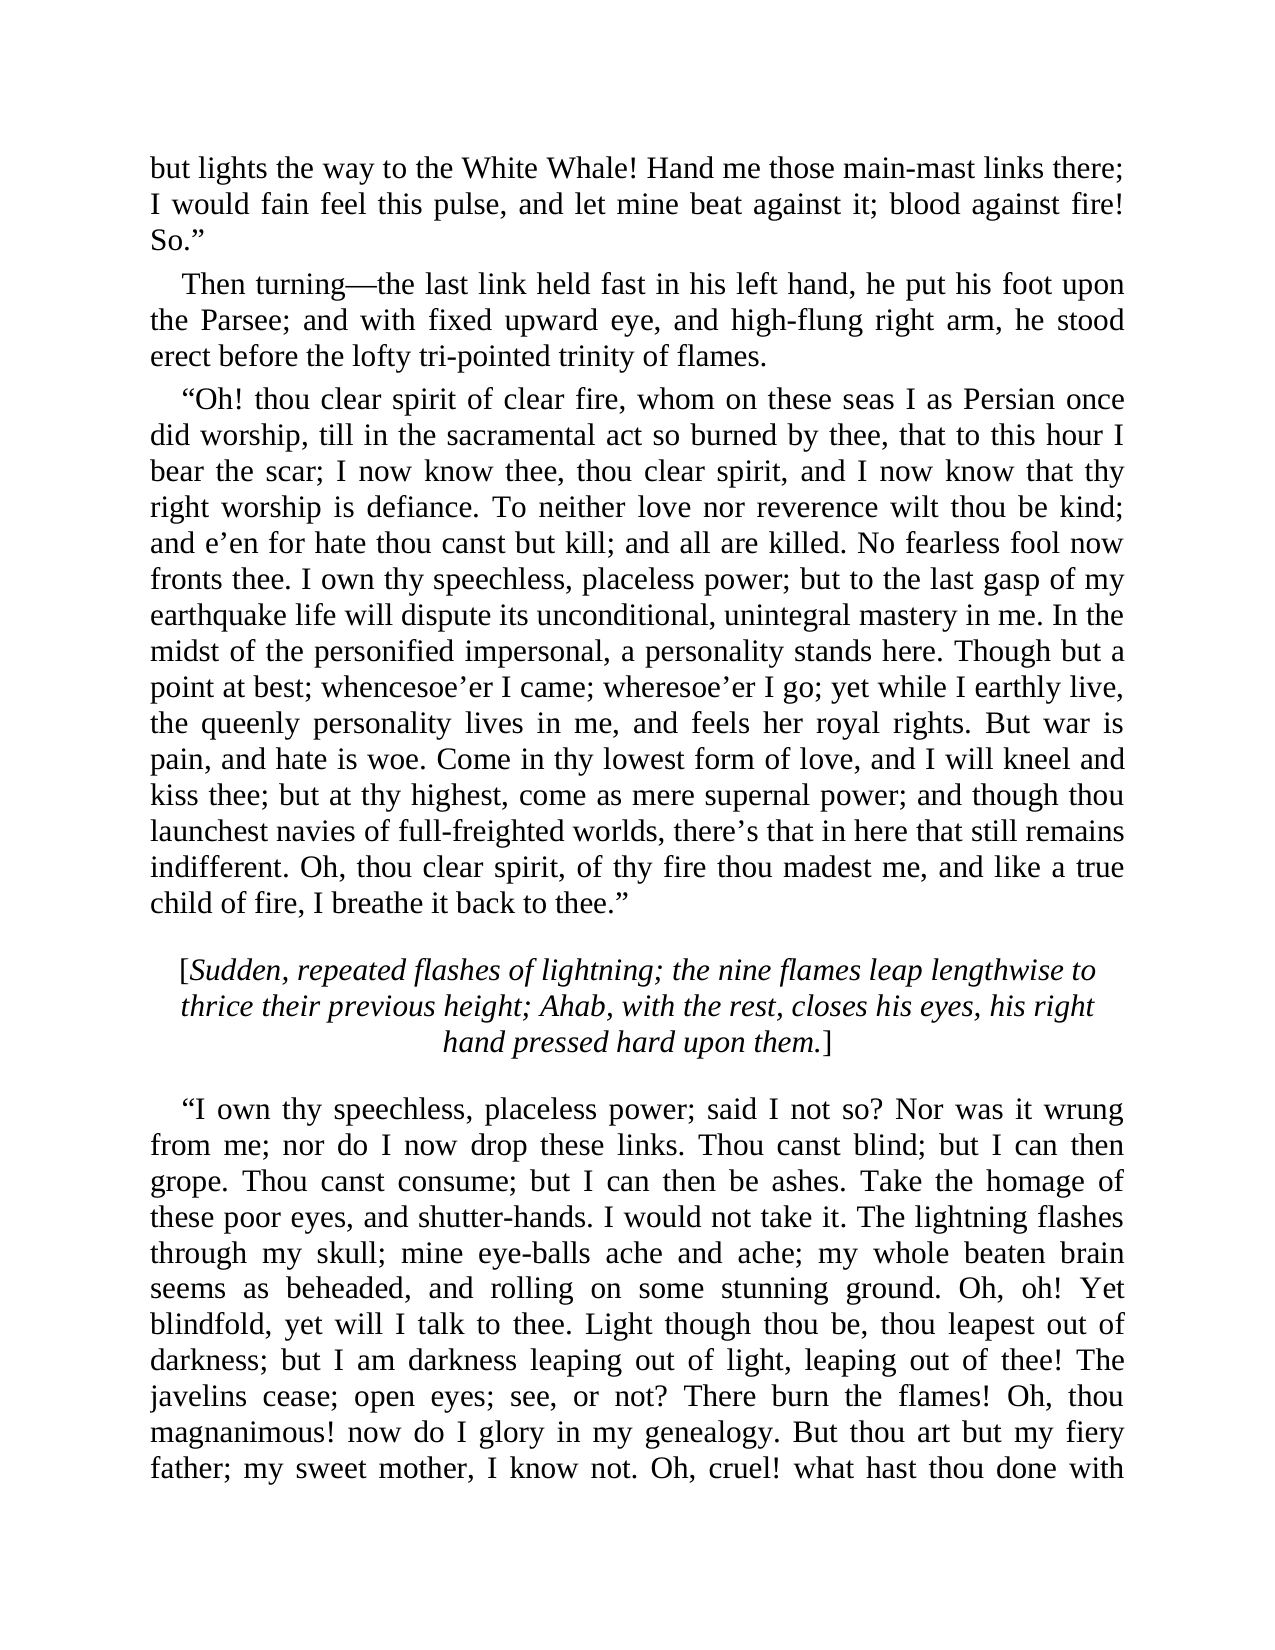 but lights the way to the White Whale! Hand me those main-mast links there;
I would fain feel this pulse, and let mine beat against it; blood against fire!
So.”
Then turning—the last link held fast in his left hand, he put his foot upon
the Parsee; and with fixed upward eye, and high-flung right arm, he stood
erect before the lofty tri-pointed trinity of flames.
“Oh! thou clear spirit of clear fire, whom on these seas I as Persian once
did worship, till in the sacramental act so burned by thee, that to this hour I
bear the scar; I now know thee, thou clear spirit, and I now know that thy
right worship is defiance. To neither love nor reverence wilt thou be kind;
and e’en for hate thou canst but kill; and all are killed. No fearless fool now
fronts thee. I own thy speechless, placeless power; but to the last gasp of my
earthquake life will dispute its unconditional, unintegral mastery in me. In the
midst of the personified impersonal, a personality stands here. Though but a
point at best; whencesoe’er I came; wheresoe’er I go; yet while I earthly live,
the queenly personality lives in me, and feels her royal rights. But war is
pain, and hate is woe. Come in thy lowest form of love, and I will kneel and
kiss thee; but at thy highest, come as mere supernal power; and though thou
launchest navies of full-freighted worlds, there’s that in here that still remains
indifferent. Oh, thou clear spirit, of thy fire thou madest me, and like a true
child of fire, I breathe it back to thee.”
[Sudden, repeated flashes of lightning; the nine flames leap lengthwise to
thrice their previous height; Ahab, with the rest, closes his eyes, his right
hand pressed hard upon them.]
“I own thy speechless, placeless power; said I not so? Nor was it wrung
from me; nor do I now drop these links. Thou canst blind; but I can then
grope. Thou canst consume; but I can then be ashes. Take the homage of
these poor eyes, and shutter-hands. I would not take it. The lightning flashes
through my skull; mine eye-balls ache and ache; my whole beaten brain
seems as beheaded, and rolling on some stunning ground. Oh, oh! Yet
blindfold, yet will I talk to thee. Light though thou be, thou leapest out of
darkness; but I am darkness leaping out of light, leaping out of thee! The
javelins cease; open eyes; see, or not? There burn the flames! Oh, thou
magnanimous! now do I glory in my genealogy. But thou art but my fiery
father; my sweet mother, I know not. Oh, cruel! what hast thou done with